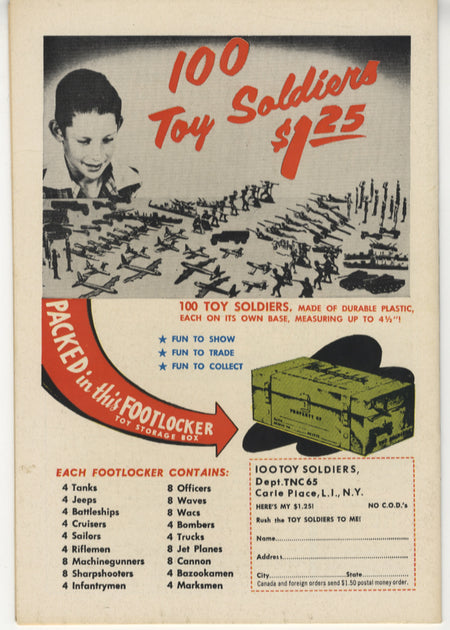 100
Toy Soldiers
$1.25
100 TOY SOLDIERS, MADE OF DURABLE PLASTIC,
EACH ON ITS OWN BASE, MEASURING UP TO 4½"!
★ FUN TO SHOW
★ FUN TO TRADE
★ FUN TO COLLECT
PACKED in this FOOTLOCKER
TOY STORAGE BOX
PROPERTY OF
EACH FOOTLOCKER CONTAINS:
4 Tanks
4 Jeeps
4 Battleships
4 Cruisers
4 Sailors
4 Riflemen
8 Machinegunners
8 Sharpshooters
4 Infantrymen
8 Officers
8 Waves
8 Wacs
4 Bombers
4 Trucks
8 Jet Planes
8 Cannon
4 Bazookamen
4 Marksmen
100 TOY SOLDIERS,
Dept. TNC 65
Carle Place, L.I., N.Y.
HERE'S MY $1.25! NO C.O.D.'s
Rush the TOY SOLDIERS TO ME!
Name
Address
City State
Canada and foreign orders send $1.50 postal money order.